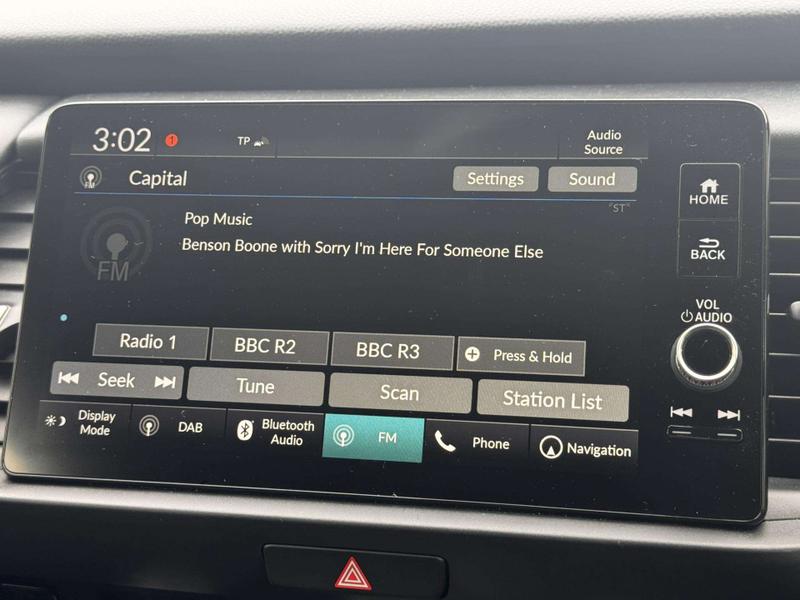 3:02
1
TP
Audio
Source
FM
Capital
Settings
Sound
"ST"
HOME
Pop Music
Benson Boone with Sorry I'm Here For Someone Else
FM
BACK
VOL
AUDIO
Radio 1
BBC R2
BBC R3
Press & Hold
Seek
Tune
Scan
Station List
Display
Mode
DAB
Bluetooth
Audio
FM
Phone
Navigation